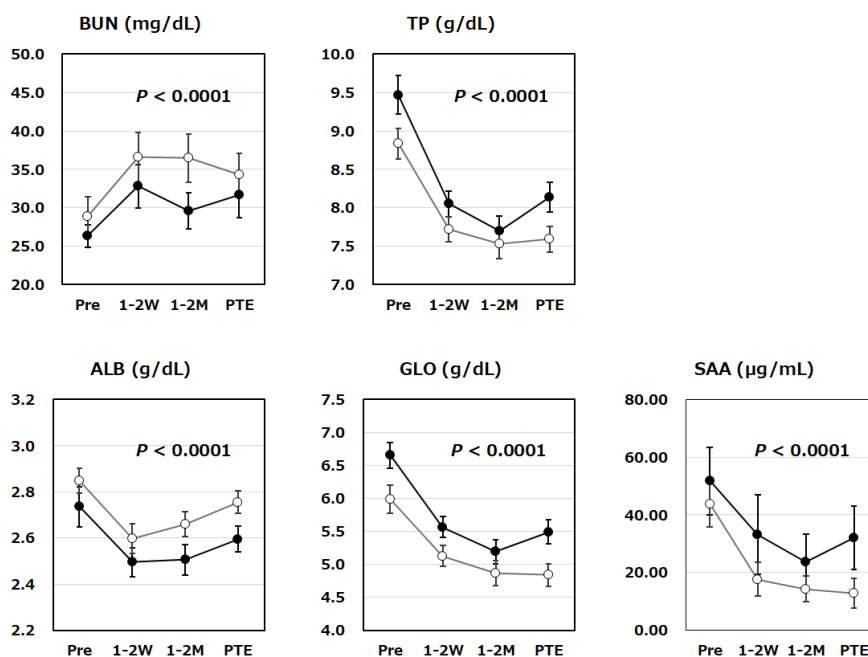 BUN (mg/dL)
50.0
45.0
40.0
35.0
30.0
25.0
20.0
P < 0.0001
Pre 1-2W 1-2M PTE
TP (g/dL)
10.0
9.5
9.0
8.5
8.0
7.5
7.0
P < 0.0001
Pre 1-2W 1-2M PTE
ALB (g/dL)
3.2
3.0
2.8
2.6
2.4
2.2
P < 0.0001
Pre 1-2W 1-2M PTE
GLO (g/dL)
7.5
7.0
6.5
6.0
5.5
5.0
4.5
4.0
P < 0.0001
Pre 1-2W 1-2M PTE
SAA (μg/mL)
80.00
60.00
40.00
20.00
0.00
P < 0.0001
Pre 1-2W 1-2M PTE